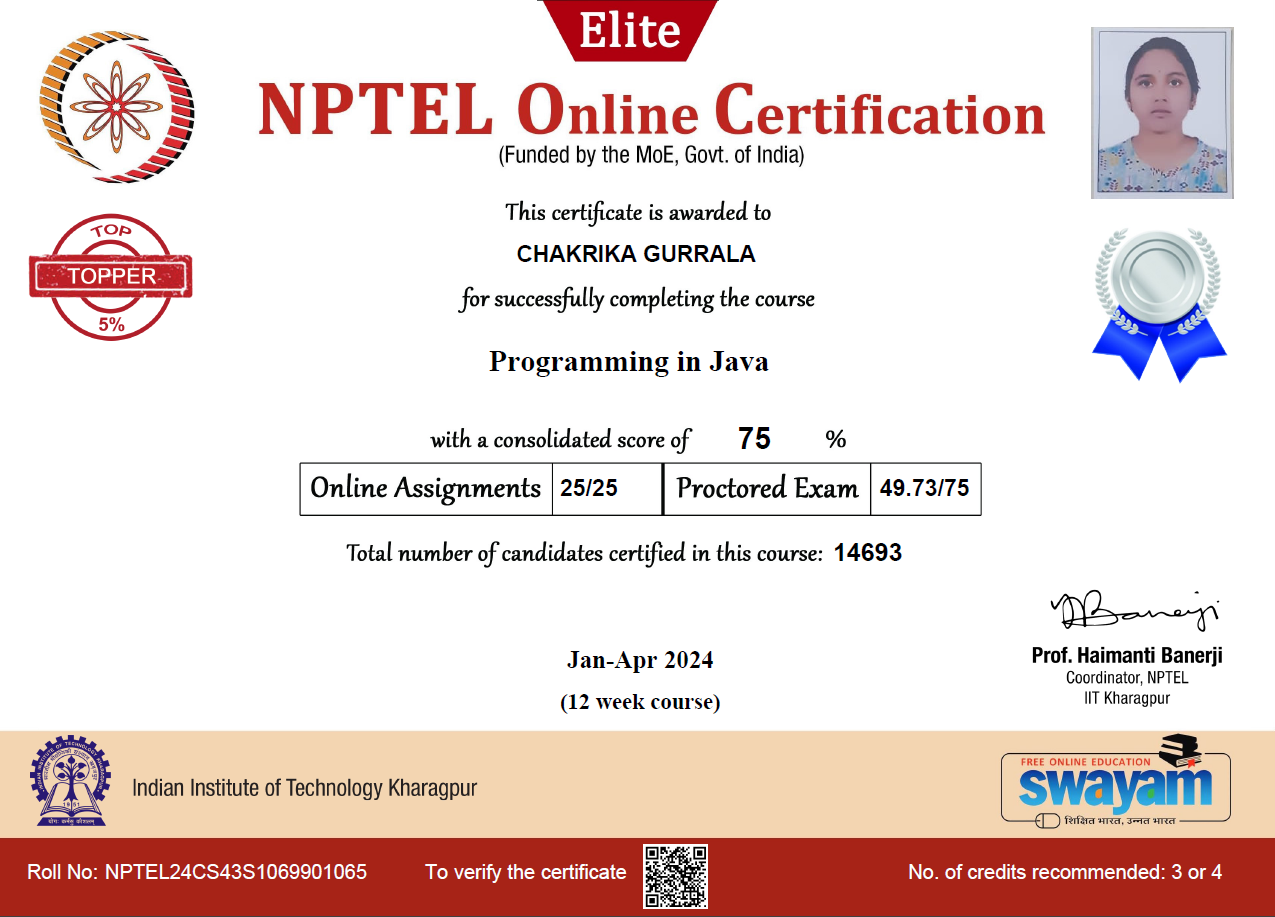 Elite
NPTEL Online Certification
(Funded by the MoE, Govt. of India)
This certificate is awarded to
CHAKRIKA GURRALA
for successfully completing the course
Programming in Java
with a consolidated score of 75 %
Online Assignments 25/25 Proctored Exam 49.73/75
Total number of candidates certified in this course: 14693
TOP
TOPPER
5%
Jan-Apr 2024
(12 week course)
Prof. Haimanti Banerji
Coordinator, NPTEL
IIT Kharagpur
1951
योगः कर्मसु कौशलम्
Indian Institute of Technology Kharagpur
FREE ONLINE EDUCATION
swayam
शिक्षित भारत, उन्नत भारत
Roll No: NPTEL24CS43S1069901065
To verify the certificate
No. of credits recommended: 3 or 4